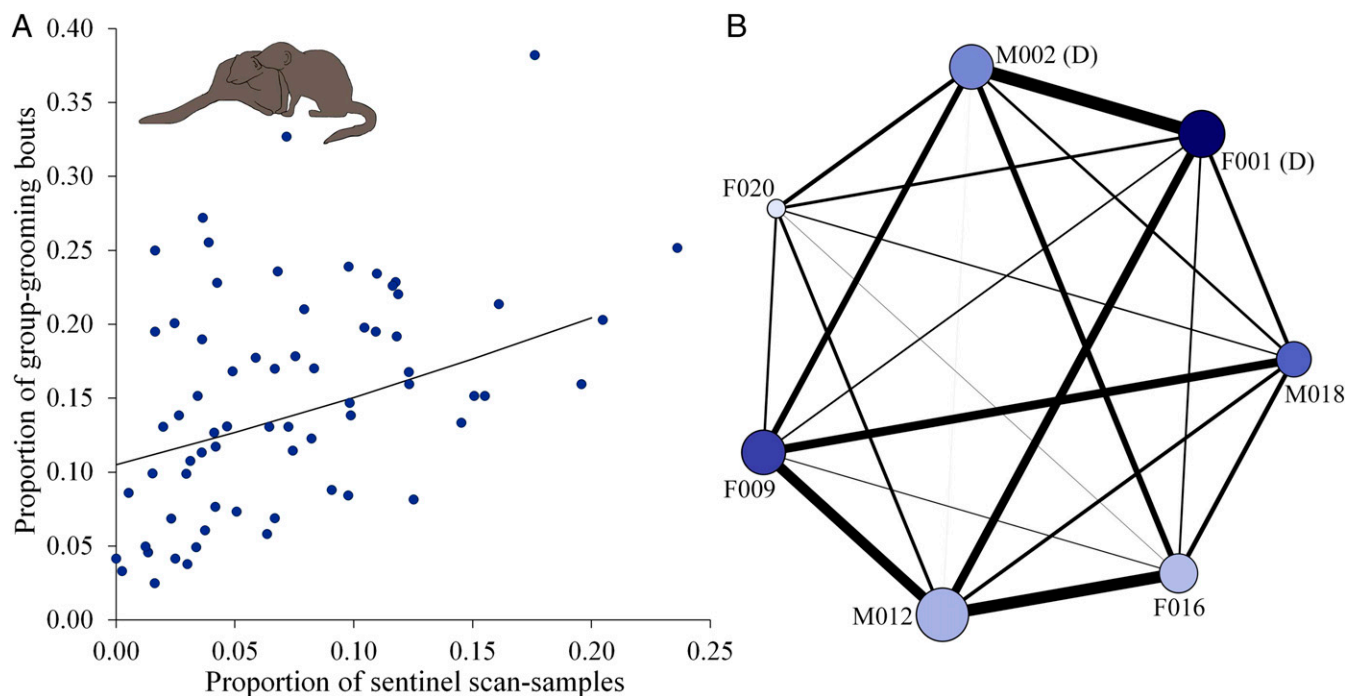 A
0.40
0.35
0.30
0.25
0.20
0.15
0.10
0.05
0.00
Proportion of group-grooming bouts
0.00 0.05 0.10 0.15 0.20 0.25
Proportion of sentinel scan-samples
B
M002 (D)
F001 (D)
F020
M018
F009
F016
M012